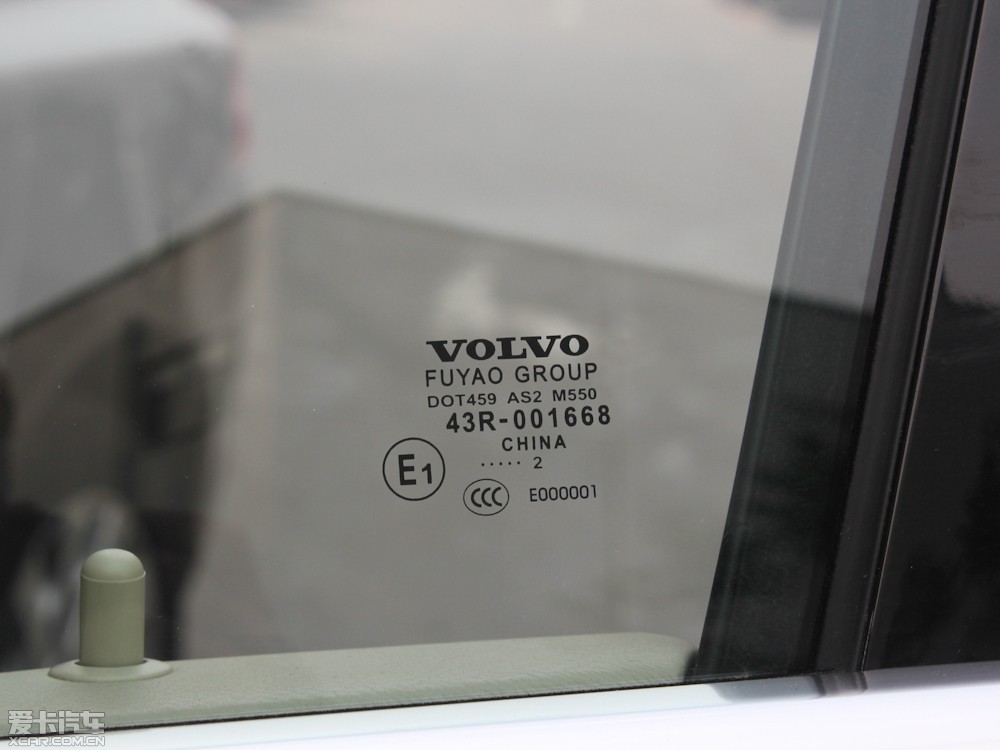 VOLVO
FUYAO GROUP
DOT459 AS2 M550
43R-001668
CHINA
E1 ····· 2
CCC E000001
爱卡汽车
XCAR.COM.CN